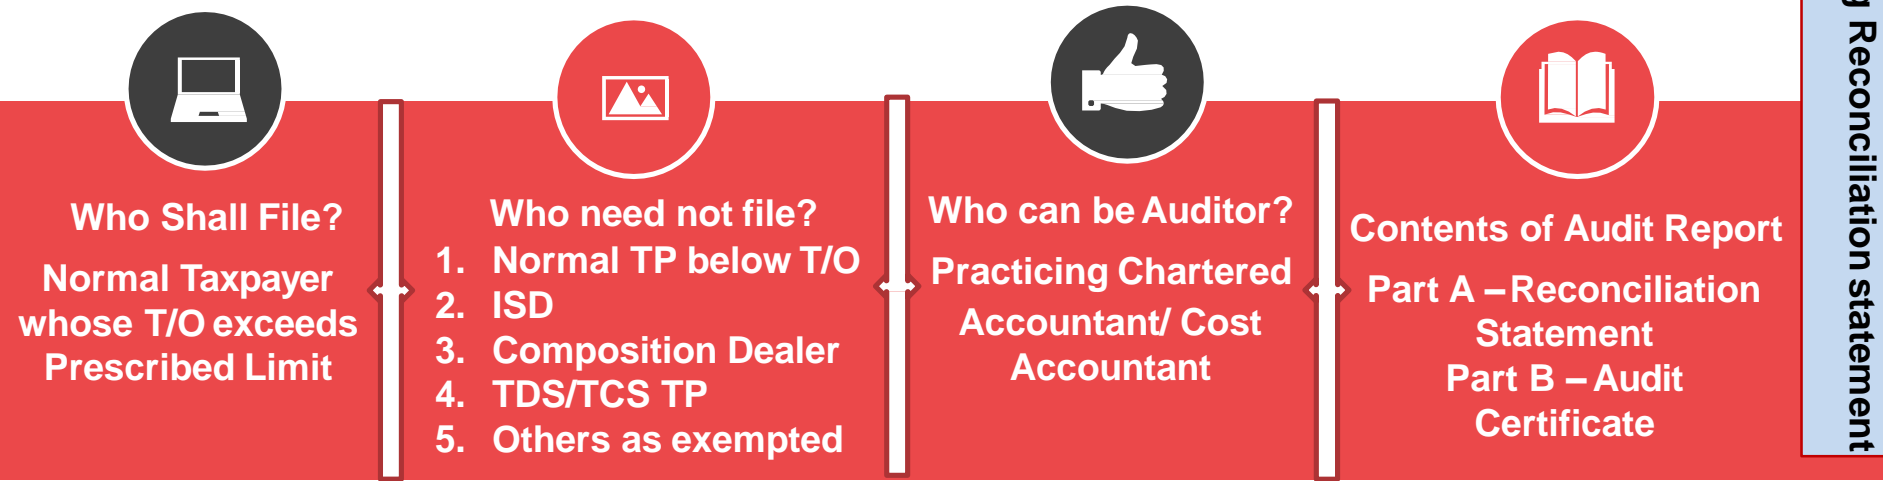 Who Shall File?
Normal Taxpayer
whose T/O exceeds
Prescribed Limit
Who need not file?
1. Normal TP below T/O
2. ISD
3. Composition Dealer
4. TDS/TCS TP
5. Others as exempted
Who can be Auditor?
Practicing Chartered
Accountant/ Cost
Accountant
Contents of Audit Report
Part A – Reconciliation
Statement
Part B – Audit
Certificate
Reconciliation statement